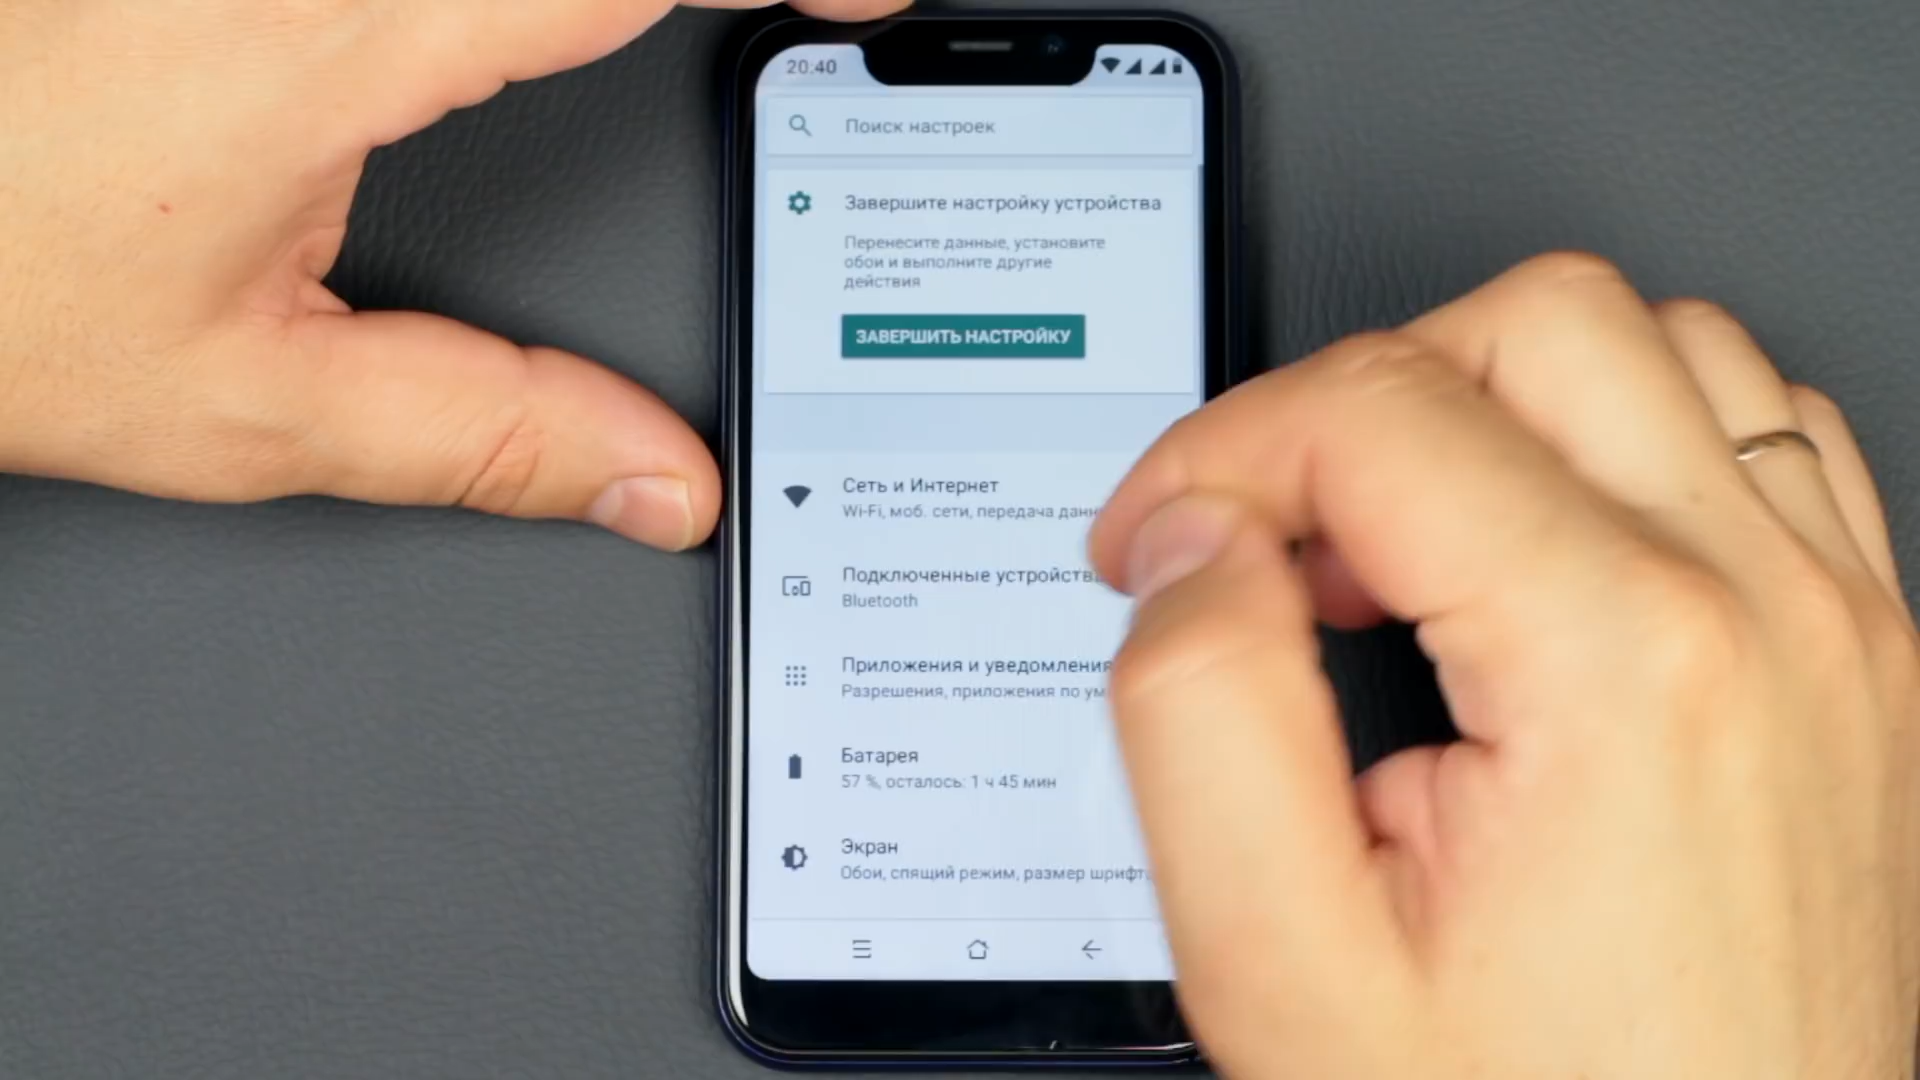 20:40
Поиск настроек
Завершите настройку устройства
Перенесите данные, установите
обои и выполните другие
действия
ЗАВЕРШИТЬ НАСТРОЙКУ
Сеть и Интернет
Wi-Fi, моб. сети, передача
Подключенные
Bluetooth
Приложения и уведомления
Разрешения, приложения по
Батарея
57 %, осталось: 1 ч 45 мин
Экран
Обои, спящий режим, размер